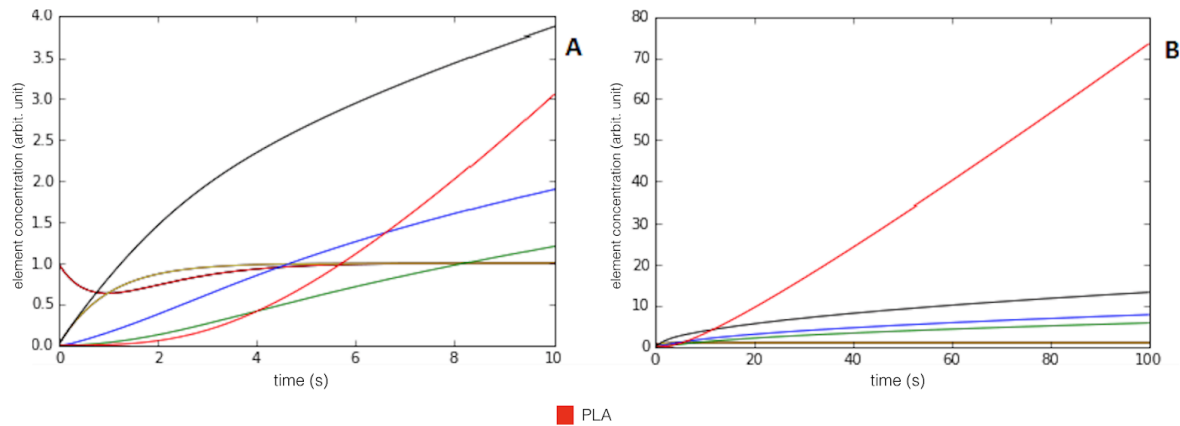 A
element concentration (arbit. unit)
4.0
3.5
3.0
2.5
2.0
1.5
1.0
0.5
0.0
0 2 4 6 8 10
time (s)
B
element concentration (arbit. unit)
80
70
60
50
40
30
20
10
0
0 20 40 60 80 100
time (s)
PLA